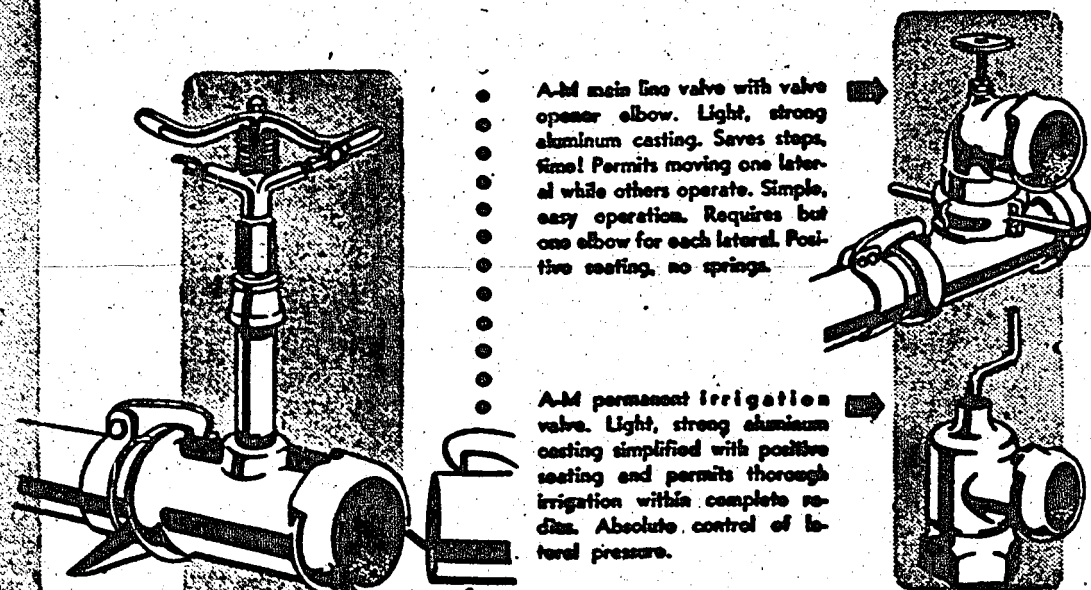 A-M main line valve with valve
opener elbow. Light, strong
aluminum casting. Saves steps,
time! Permits moving one later-
al while others operate. Simple,
easy operation. Requires but
one elbow for each lateral. Posi-
tive seating, no springs.
A-M permanent irrigation
valve. Light, strong aluminum
casting simplified with positive
seating and permits thorough
irrigation within complete ra-
dius. Absolute control of la-
teral pressure.